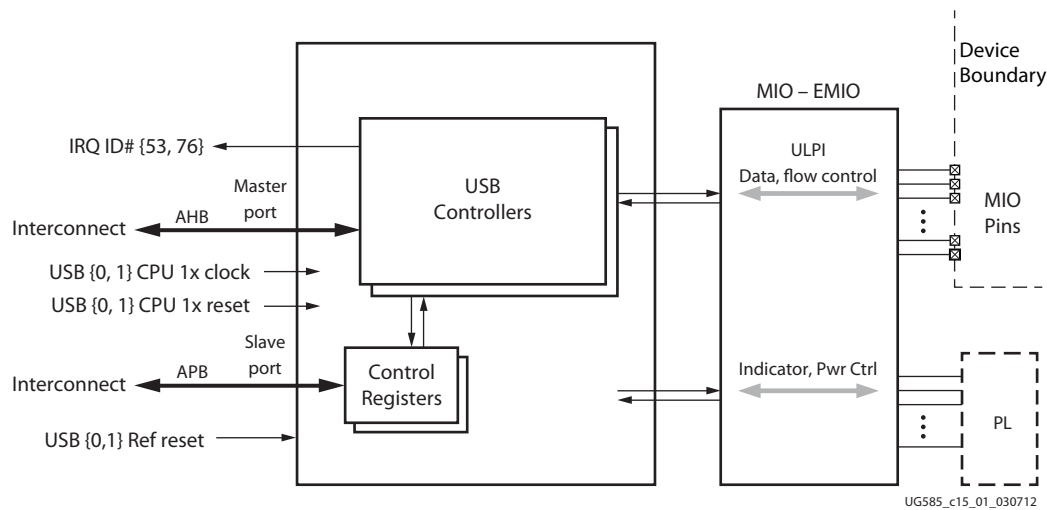 Device
Boundary
MIO – EMIO
IRQ ID# {53, 76}
ULPI
Data, flow control
USB
Controllers
Master
port
MIO
Pins
Interconnect
AHB
USB {0, 1} CPU 1x clock
USB {0, 1} CPU 1x reset
Slave
port
Interconnect
APB
Control
Registers
Indicator, Pwr Ctrl
PL
USB {0,1} Ref reset
UG585_c15_01_030712